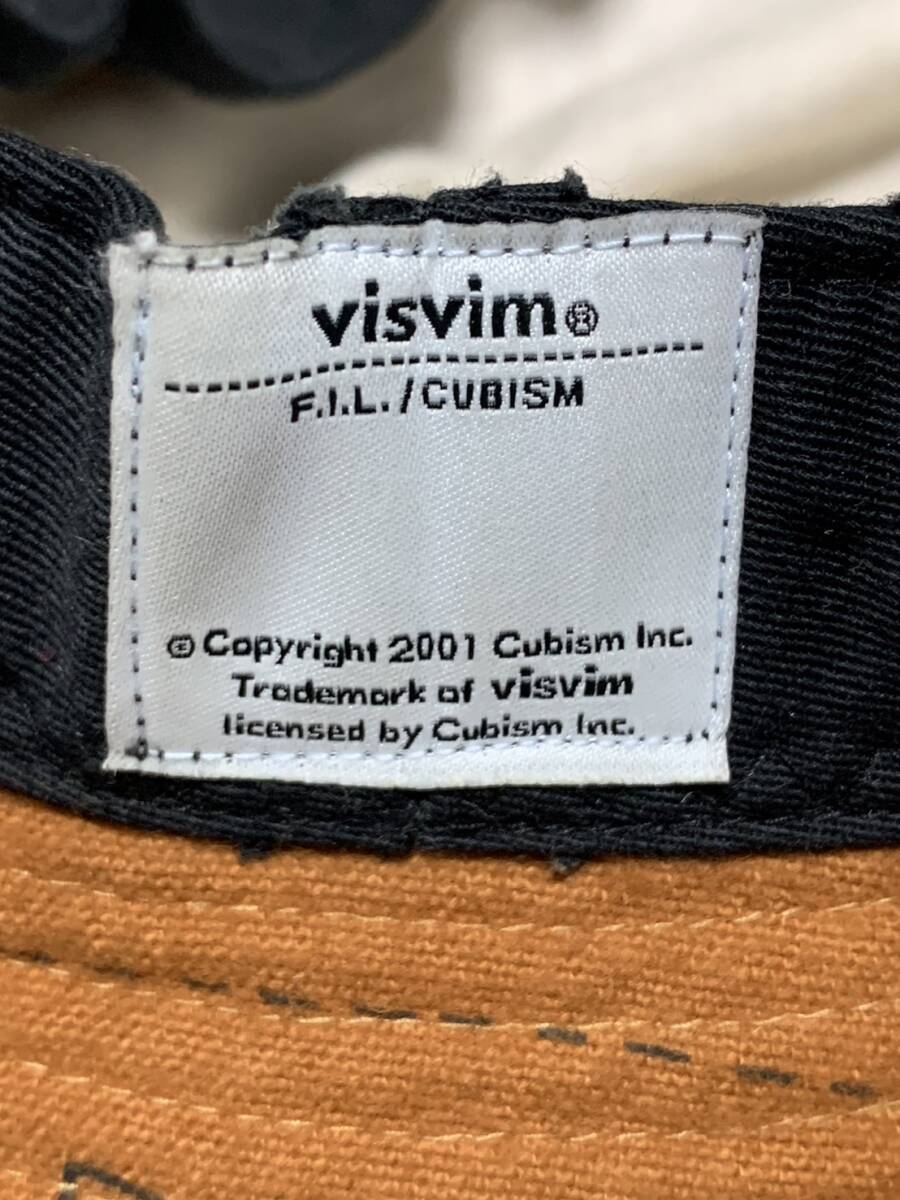 visvim®
F.I.L./CUBISM
© Copyright 2001 Cubism Inc.
Trademark of visvim
licensed by Cubism Inc.